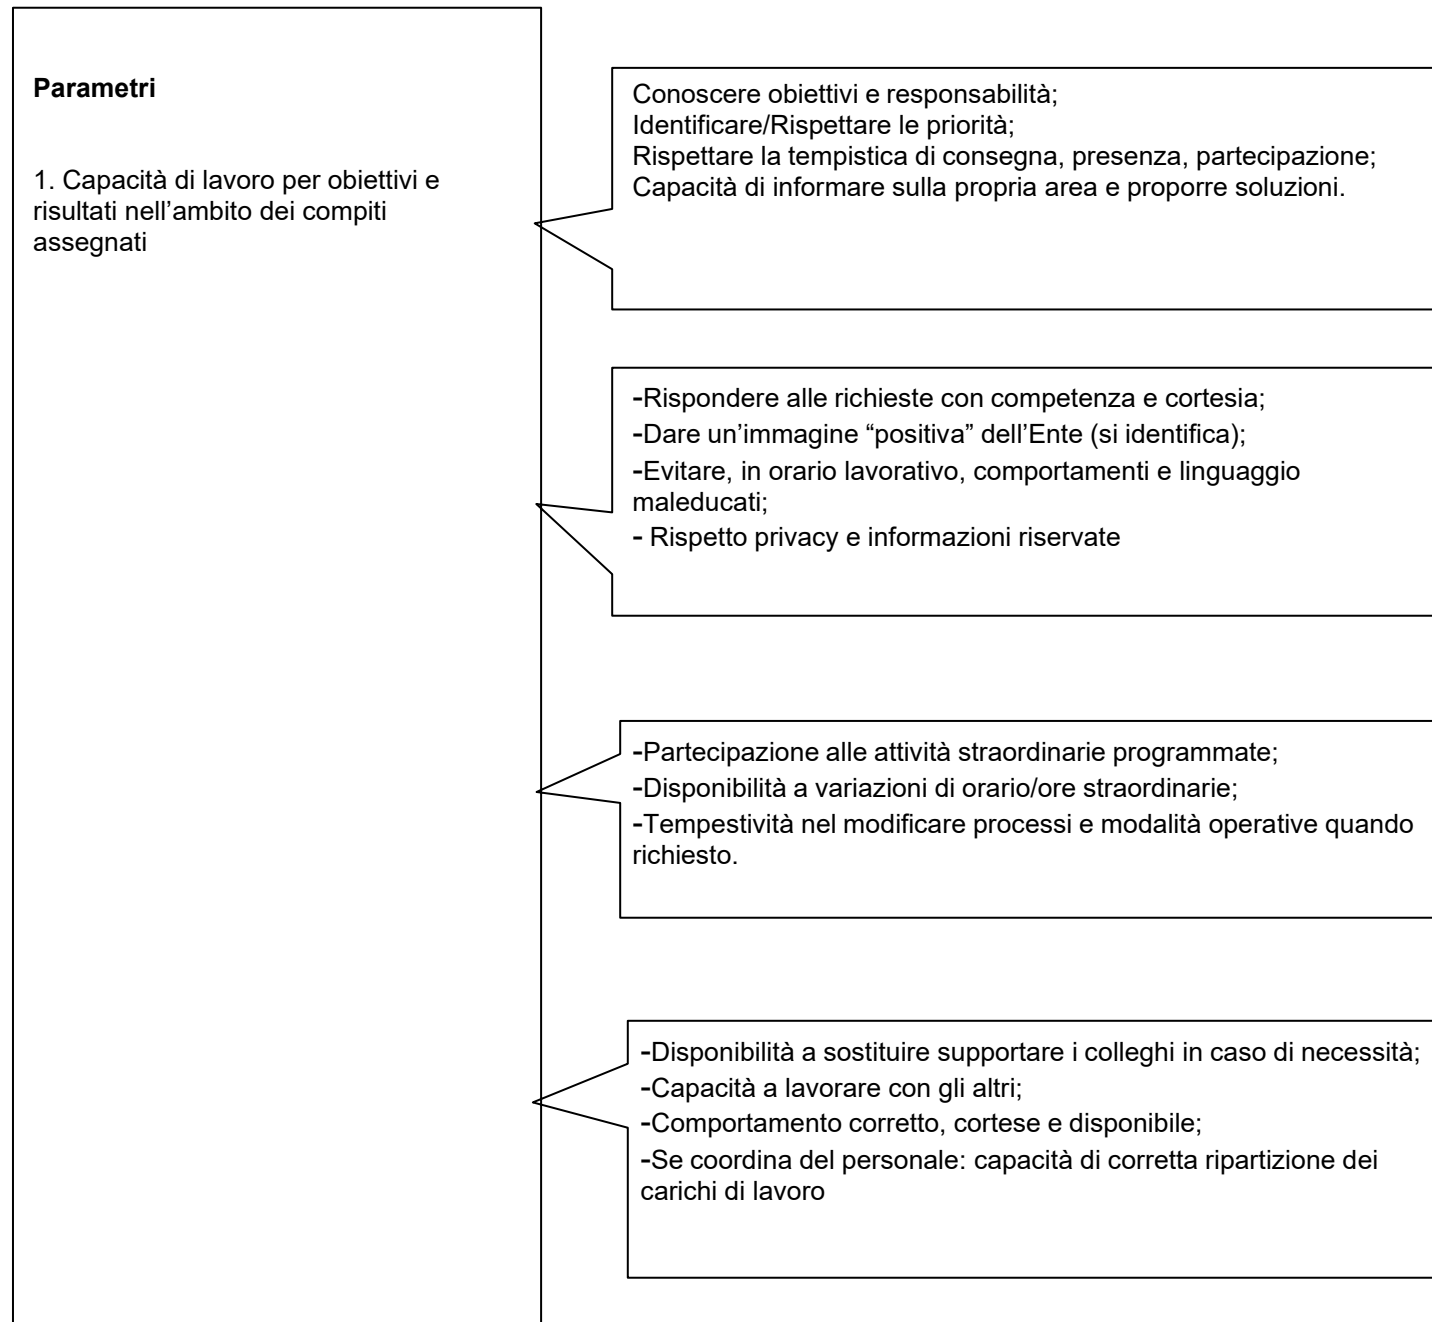 Parametri
1. Capacità di lavoro per obiettivi e
risultati nell’ambito dei compiti
assegnati
Conoscere obiettivi e responsabilità;
Identificare/Rispettare le priorità;
Rispettare la tempistica di consegna, presenza, partecipazione;
Capacità di informare sulla propria area e proporre soluzioni.
-Rispondere alle richieste con competenza e cortesia;
-Dare un’immagine “positiva” dell’Ente (si identifica);
-Evitare, in orario lavorativo, comportamenti e linguaggio
maleducati;
- Rispetto privacy e informazioni riservate
-Partecipazione alle attività straordinarie programmate;
-Disponibilità a variazioni di orario/ore straordinarie;
-Tempestività nel modificare processi e modalità operative quando
richiesto.
-Disponibilità a sostituire supportare i colleghi in caso di necessità;
-Capacità a lavorare con gli altri;
-Comportamento corretto, cortese e disponibile;
-Se coordina del personale: capacità di corretta ripartizione dei
carichi di lavoro